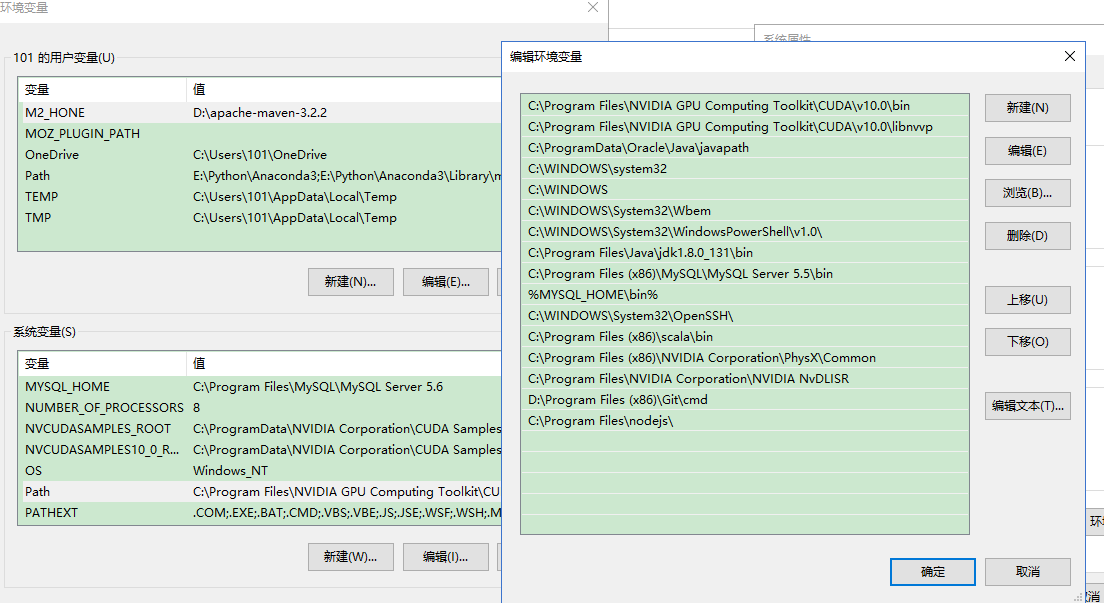 环境变量
101 的用户变量(U)
变量 值
M2_HONE D:\apache-maven-3.2.2
MOZ_PLUGIN_PATH
OneDrive C:\Users\101\OneDrive
Path E:\Python\Anaconda3;E:\Python\Anaconda3\Library\m
TEMP C:\Users\101\AppData\Local\Temp
TMP C:\Users\101\AppData\Local\Temp
新建(N)... 编辑(E)...
系统变量(S)
变量 值
MYSQL_HOME C:\Program Files\MySQL\MySQL Server 5.6
NUMBER_OF_PROCESSORS 8
NVCUDASAMPLES_ROOT C:\ProgramData\NVIDIA Corporation\CUDA Samples
NVCUDASAMPLES10_0_R... C:\ProgramData\NVIDIA Corporation\CUDA Samples
OS Windows_NT
Path C:\Program Files\NVIDIA GPU Computing Toolkit\CU
PATHEXT .COM;.EXE;.BAT;.CMD;.VBS;.VBE;.JS;.JSE;.WSF;.WSH;.M
新建(W)... 编辑(I)...
系统属性
编辑环境变量
C:\Program Files\NVIDIA GPU Computing Toolkit\CUDA\v10.0\bin
C:\Program Files\NVIDIA GPU Computing Toolkit\CUDA\v10.0\libnvvp
C:\ProgramData\Oracle\Java\javapath
C:\WINDOWS\system32
C:\WINDOWS
C:\WINDOWS\System32\Wbem
C:\WINDOWS\System32\WindowsPowerShell\v1.0\
C:\Program Files\Java\jdk1.8.0_131\bin
C:\Program Files (x86)\MySQL\MySQL Server 5.5\bin
%MYSQL_HOME\bin%
C:\WINDOWS\System32\OpenSSH\
C:\Program Files (x86)\scala\bin
C:\Program Files (x86)\NVIDIA Corporation\PhysX\Common
C:\Program Files\NVIDIA Corporation\NVIDIA NvDLISR
D:\Program Files (x86)\Git\cmd
C:\Program Files\nodejs\
新建(N)
编辑(E)
浏览(B)...
删除(D)
上移(U)
下移(O)
编辑文本(T)...
确定 取消
环
取消